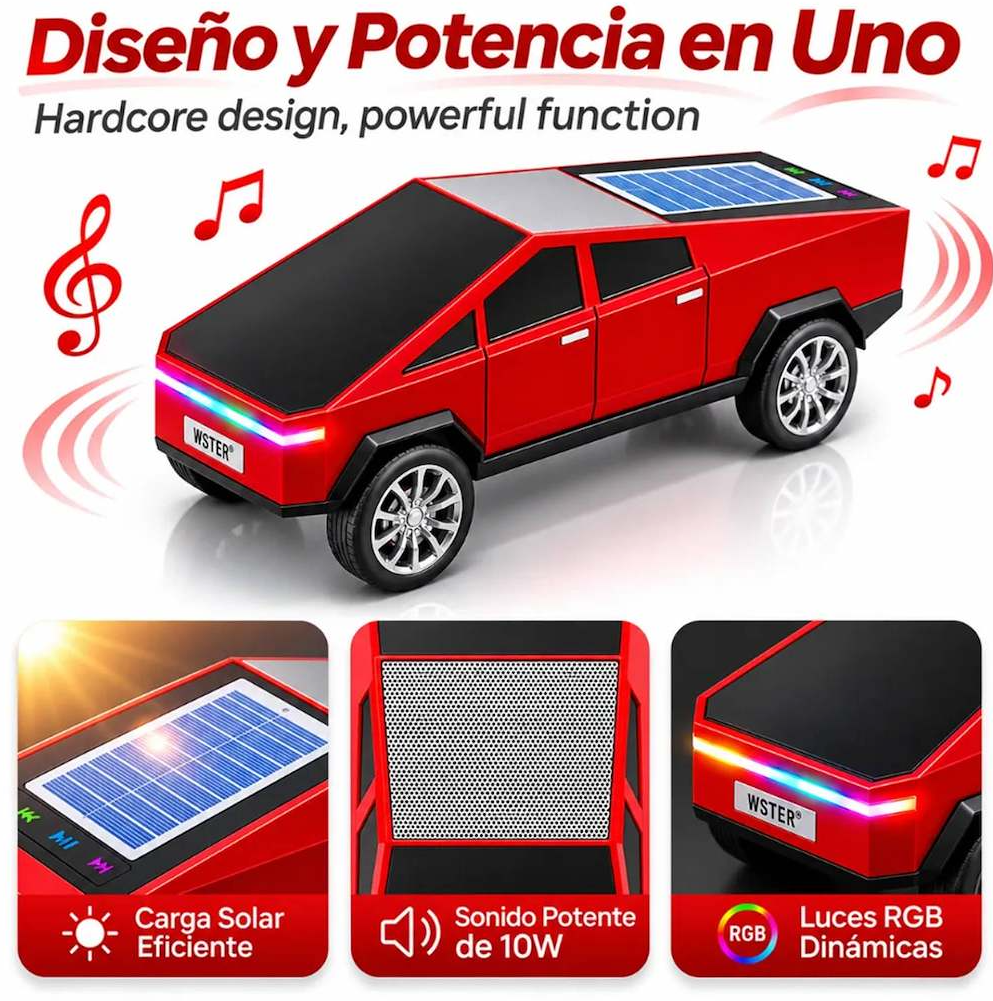 Diseño y Potencia en Uno
Hardcore design, powerful function
WSTER®
WSTER®
Carga Solar
Eficiente
Sonido Potente
de 10W
RGB
Luces RGB
Dinámicas